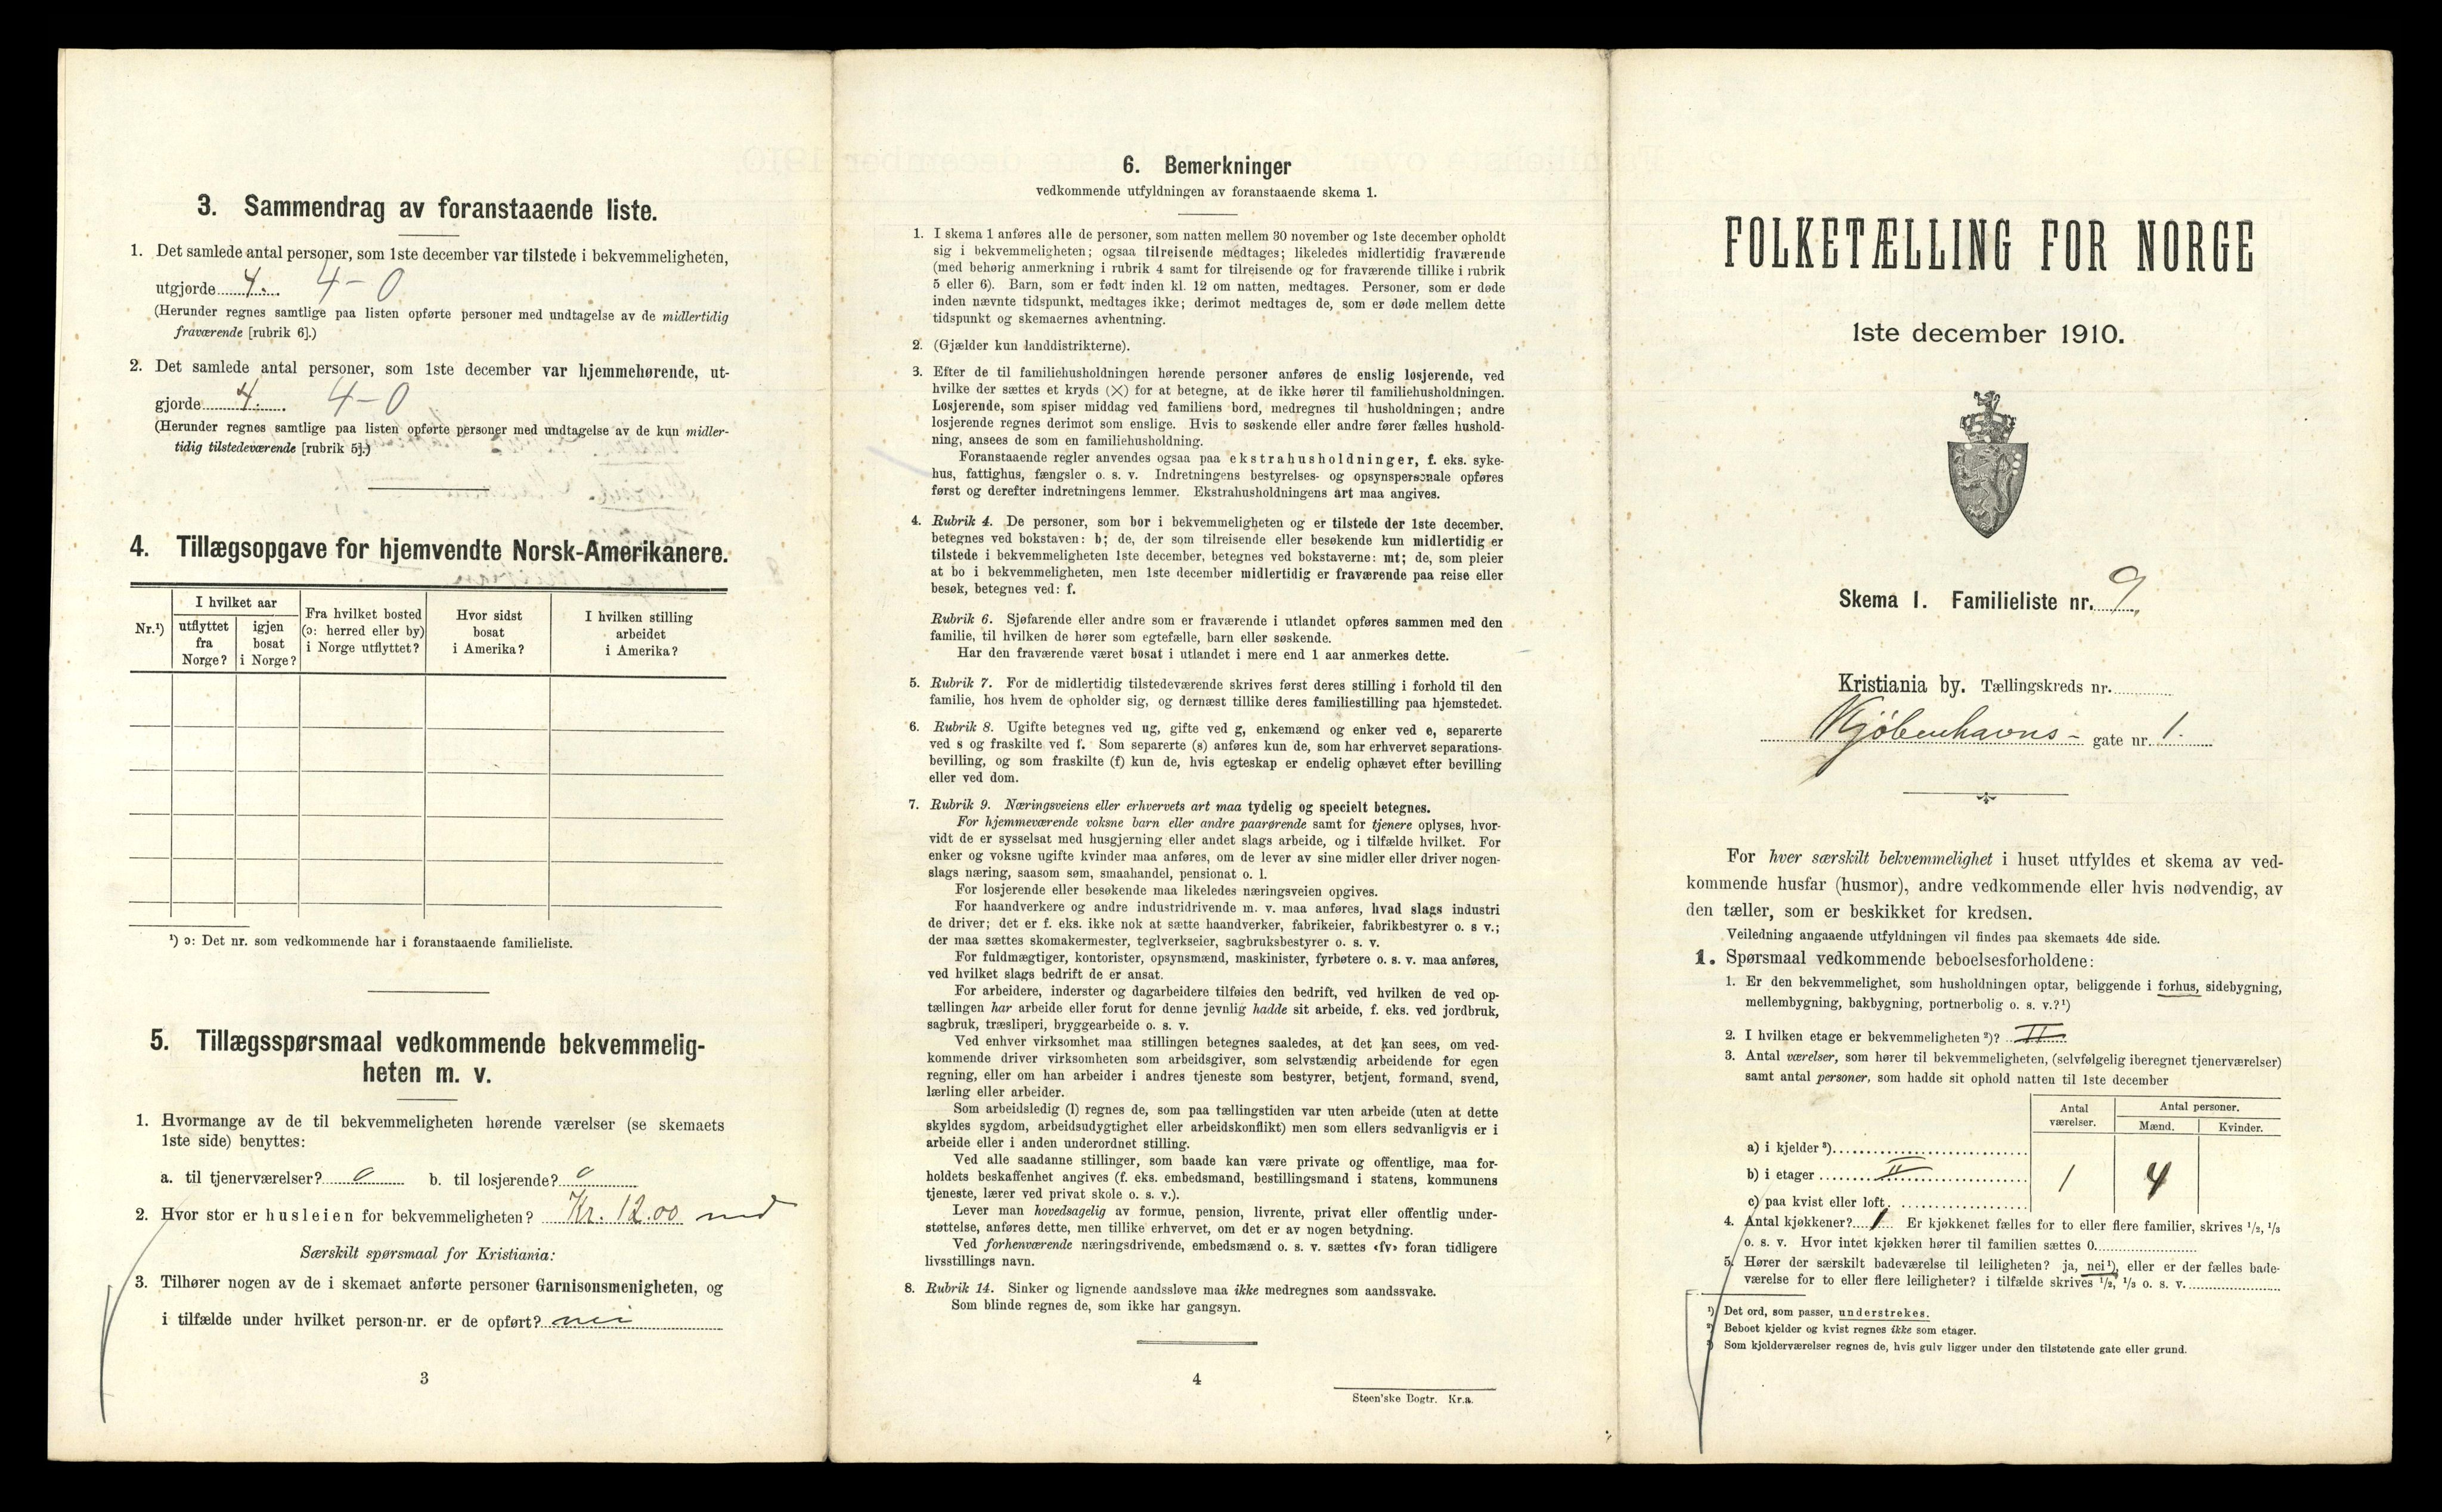 3. Sammendrag av foranstaaende liste.
1. Det samlede antal personer, som 1ste december var tilstede i bekvemmeligheten,
utgjorde 4. 4-0
(Herunder regnes samtlige paa listen opførte personer med undtagelse av de midlertidig
fraværende [rubrik 6].)
2. Det samlede antal personer, som 1ste december var hjemmehørende, ut-
gjorde 4. 4-0
(Herunder regnes samtlige paa listen opførte personer med undtagelse av de kun midler-
tidig tilstedeværende [rubrik 5].)
4. Tillægsopgave for hjemvendte Norsk-Amerikanere.
Nr.¹)
I hvilket aar
utflyttet
fra
Norge?
igjen
bosat
i Norge?
Fra hvilket bosted
(ɔ: herred eller by)
i Norge utflyttet?
Hvor sidst
bosat
i Amerika?
I hvilken stilling
arbeidet
i Amerika?
¹) ɔ: Det nr. som vedkommende har i foranstaaende familieliste.
5. Tillægsspørsmaal vedkommende bekvemmelig-
heten m. v.
1. Hvormange av de til bekvemmeligheten hørende værelser (se skemaets
1ste side) benyttes:
a. til tjenerværelser? 0 b. til losjerende? 0
2. Hvor stor er husleien for bekvemmeligheten? Kr. 12.00 md
Særskilt spørsmaal for Kristiania:
3. Tilhører nogen av de i skemaet anførte personer Garnisonsmenigheten, og
i tilfælde under hvilket person-nr. er de opført? nei
3
6. Bemerkninger
vedkommende utfyldningen av foranstaaende skema 1.
1. I skema 1 anføres alle de personer, som natten mellem 30 november og 1ste december opholdt
sig i bekvemmeligheten; ogsaa tilreisende medtages; likeledes midlertidig fraværende
(med behørig anmerkning i rubrik 4 samt for tilreisende og for fraværende tillike i rubrik
5 eller 6). Barn, som er født inden kl. 12 om natten, medtages. Personer, som er døde
inden nævnte tidspunkt, medtages ikke; derimot medtages de, som er døde mellem dette
tidspunkt og skemaernes avhentning.
2. (Gjælder kun landdistrikterne).
3. Efter de til familiehusholdningen hørende personer anføres de enslig losjerende, ved
hvilke der sættes et kryds (×) for at betegne, at de ikke hører til familiehusholdningen.
Losjerende, som spiser middag ved familiens bord, medregnes til husholdningen; andre
losjerende regnes derimot som enslige. Hvis to søskende eller andre fører fælles hushold-
ning, ansees de som en familiehusholdning.
Foranstaaende regler anvendes ogsaa paa ekstrahusholdninger, f. eks. syke-
hus, fattighus, fængsler o. s. v. Indretningens bestyrelses- og opsynspersonale opføres
først og derefter indretningens lemmer. Ekstrahusholdningens art maa angives.
4. Rubrik 4. De personer, som bor i bekvemmeligheten og er tilstede der 1ste december,
betegnes ved bokstaven: b; de, der som tilreisende eller besøkende kun midlertidig er
tilstede i bekvemmeligheten 1ste december, betegnes ved bokstaverne: mt; de, som pleier
at bo i bekvemmeligheten, men 1ste december midlertidig er fraværende paa reise eller
besøk, betegnes ved: f.
Rubrik 6. Sjøfarende eller andre som er fraværende i utlandet opføres sammen med den
familie, til hvilken de hører som egtefælle, barn eller søskende.
Har den fraværende været bosat i utlandet i mere end 1 aar anmerkes dette.
5. Rubrik 7. For de midlertidig tilstedeværende skrives først deres stilling i forhold til den
familie, hos hvem de opholder sig, og dernæst tillike deres familiestilling paa hjemstedet.
6. Rubrik 8. Ugifte betegnes ved ug, gifte ved g, enkemænd og enker ved e, separerte
ved s og fraskilte ved f. Som separerte (s) anføres kun de, som har erhvervet separations-
bevilling, og som fraskilte (f) kun de, hvis egteskap er endelig ophævet efter bevilling
eller ved dom.
7. Rubrik 9. Næringsveiens eller erhvervets art maa tydelig og specielt betegnes.
For hjemmeværende voksne barn eller andre paarørende samt for tjenere oplyses, hvor-
vidt de er sysselsat med husgjerning eller andet slags arbeide, og i tilfælde hvilket. For
enker og voksne ugifte kvinder maa anføres, om de lever av sine midler eller driver nogen-
slags næring, saasom søm, smaahandel, pensionat o. l.
For losjerende eller besøkende maa likeledes næringsveien opgives.
For haandverkere og andre industridrivende m. v. maa anføres, hvad slags industri
de driver; det er f. eks. ikke nok at sætte haandverker, fabrikeier, fabrikbestyrer o. s v.;
der maa sættes skomakermester, teglverkseier, sagbruksbestyrer o. s. v.
For fuldmægtiger, kontorister, opsynsmænd, maskinister, fyrbøtere o. s. v. maa anføres,
ved hvilket slags bedrift de er ansat.
For arbeidere, inderster og dagarbeidere tilføies den bedrift, ved hvilken de ved op-
tællingen har arbeide eller forut for denne jevnlig hadde sit arbeide, f. eks. ved jordbruk,
sagbruk, træsliperi, bryggearbeide o. s. v.
Ved enhver virksomhet maa stillingen betegnes saaledes, at det kan sees, om ved-
kommende driver virksomheten som arbeidsgiver, som selvstændig arbeidende for egen
regning, eller om han arbeider i andres tjeneste som bestyrer, betjent, formand, svend,
lærling eller arbeider.
Som arbeidsledig (l) regnes de, som paa tællingstiden var uten arbeide (uten at dette
skyldes sygdom, arbeidsudygtighet eller arbeidskonflikt) men som ellers sedvanligvis er i
arbeide eller i anden underordnet stilling.
Ved alle saadanne stillinger, som baade kan være private og offentlige, maa for-
holdets beskaffenhet angives (f. eks. embedsmand, bestillingsmand i statens, kommunens
tjeneste, lærer ved privat skole o. s. v.).
Lever man hovedsagelig av formue, pension, livrente, privat eller offentlig under-
støttelse, anføres dette, men tillike erhvervet, om det er av nogen betydning.
Ved forhenværende næringsdrivende, embedsmænd o. s. v. sættes «fv» foran tidligere
livsstillings navn.
8. Rubrik 14. Sinker og lignende aandssløve maa ikke medregnes som aandssvake.
Som blinde regnes de, som ikke har gangsyn.
4
Steen'ske Bogtr. Kr.a.
FOLKETÆLLING FOR NORGE
1ste december 1910.
Skema 1. Familieliste nr. 9
Kristiania by. Tællingskreds nr.
Kjöbenhavns- gate nr. 1.
For hver særskilt bekvemmelighet i huset utfyldes et skema av ved-
kommende husfar (husmor), andre vedkommende eller hvis nødvendig, av
den tæller, som er beskikket for kredsen.
Veiledning angaaende utfyldningen vil findes paa skemaets 4de side.
1. Spørsmaal vedkommende beboelsesforholdene:
1. Er den bekvemmelighet, som husholdningen optar, beliggende i forhus, sidebygning,
mellembygning, bakbygning, portnerbolig o. s. v.?¹)
2. I hvilken etage er bekvemmeligheten ²)? II
3. Antal værelser, som hører til bekvemmeligheten, (selvfølgelig iberegnet tjenerværelser)
samt antal personer, som hadde sit ophold natten til 1ste december
Antal
værelser.
Antal personer.
Mænd. Kvinder.
a) i kjelder ³)
b) i etager II 1 4
c) paa kvist eller loft
4. Antal kjøkkener? 1 Er kjøkkenet fælles for to eller flere familier, skrives ½, ⅓
o. s. v. Hvor intet kjøkken hører til familien sættes 0.
5. Hører der særskilt badeværelse til leiligheten? ja, nei ¹), eller er der fælles bade-
værelse for to eller flere leiligheter? i tilfælde skrives ½, ⅓ o. s. v.
¹) Det ord, som passer, understrekes.
²) Beboet kjelder og kvist regnes ikke som etager.
³) Som kjelderværelser regnes de, hvis gulv ligger under den tilstøtende gate eller grund.